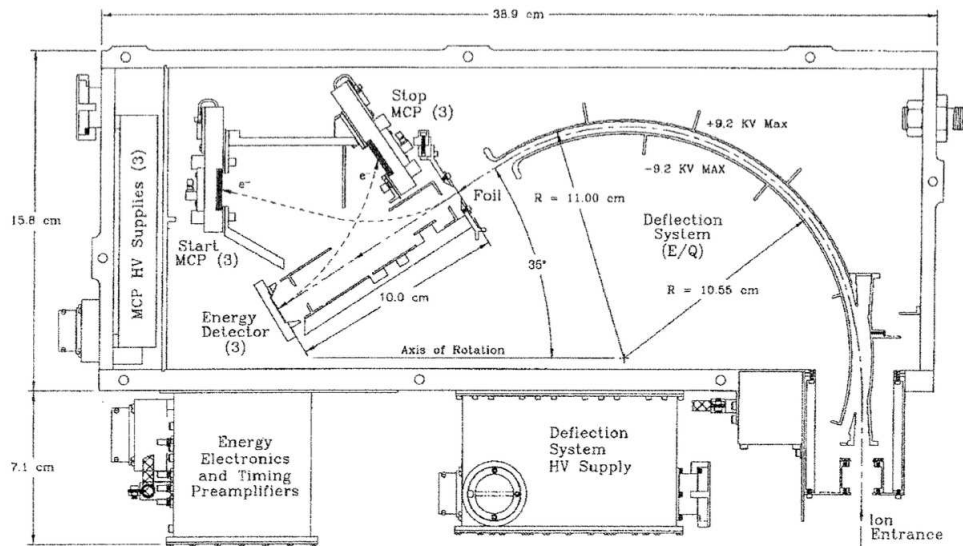 38.9 cm
Stop
MCP (3)
+9.2 KV Max
-9.2 KV MAX
e-
e-
Foil
R = 11.00 cm
15.8 cm
MCP HV Supplies (3)
Start
MCP (3)
Deflection
System
(E/Q)
36°
R = 10.55 cm
10.0 cm
Energy
Detector
(3)
Axis of Rotation
7.1 cm
Energy
Electronics
and Timing
Preamplifiers
Deflection
System
HV Supply
Ion
Entrance